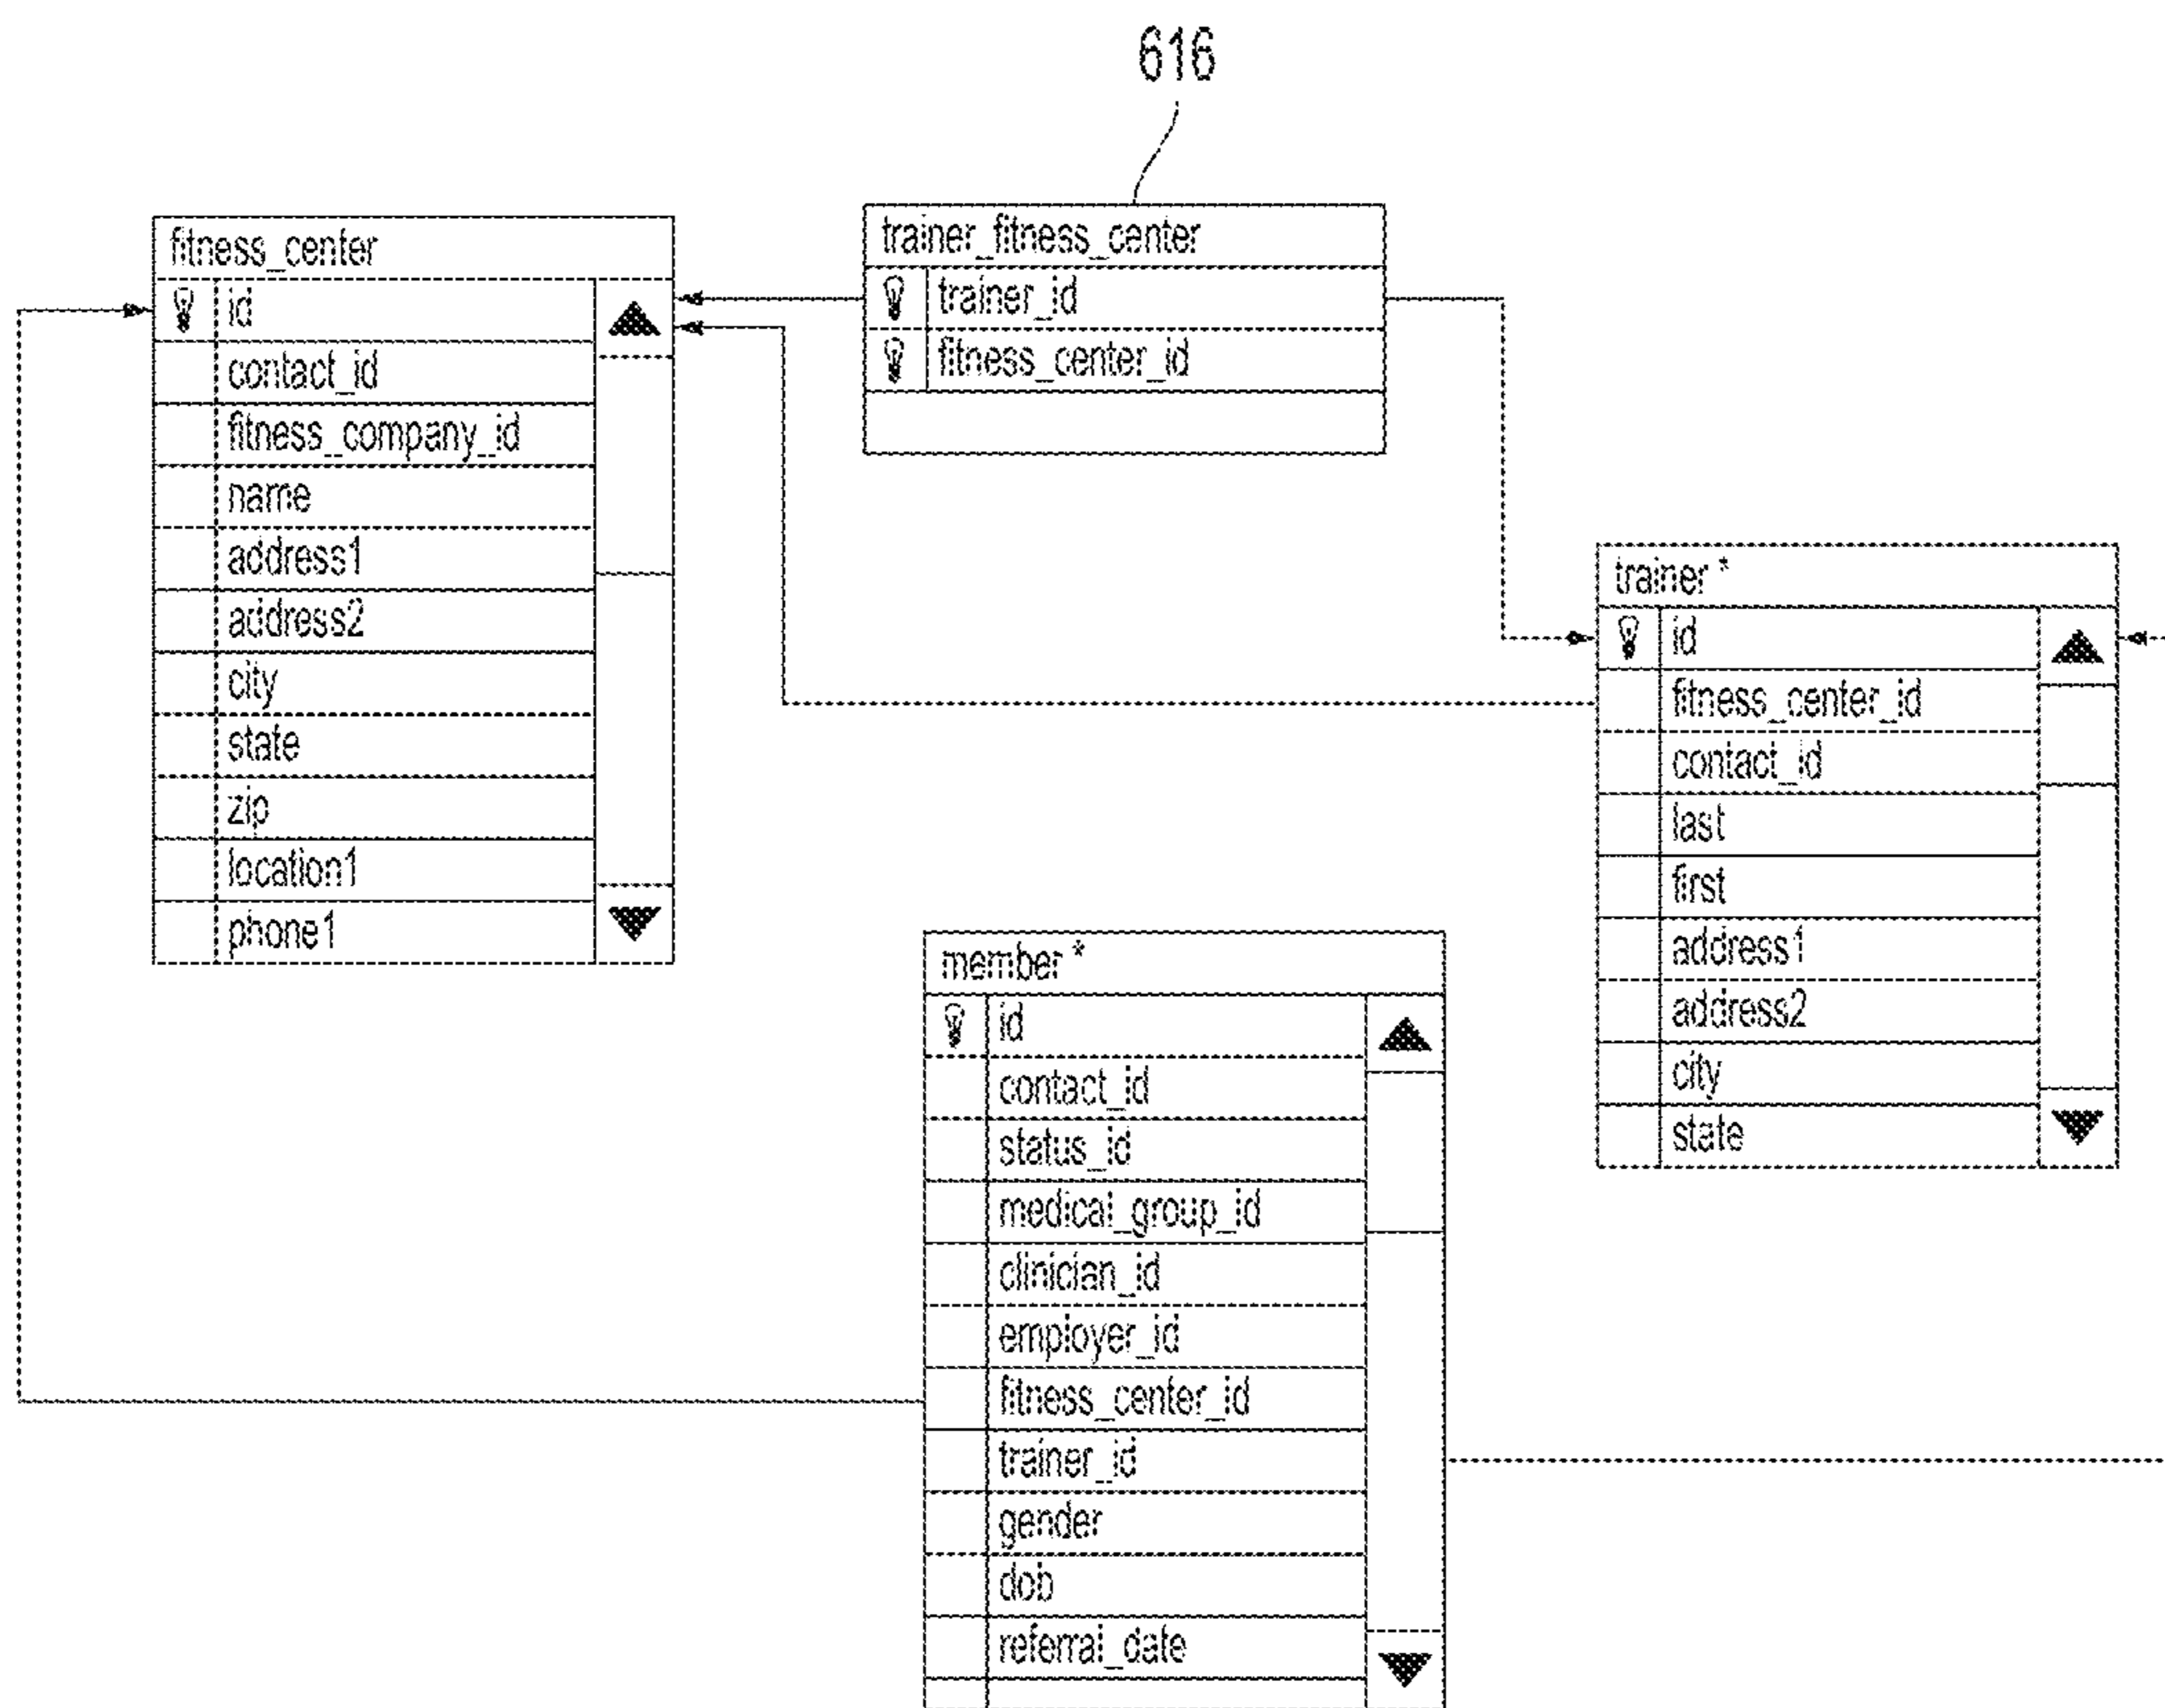 616
fitness_center
id
contact_id
fitness_company_id
name
address1
address2
city
state
zip
location1
phone1
trainer_fitness_center
trainer_id
fitness_center_id
trainer *
id
fitness_center_id
contact_id
last
first
address1
address2
city
state
member *
id
contact_id
status_id
medical_group_id
clinician_id
employer_id
fitness_center_id
trainer_id
gender
dob
referral_date